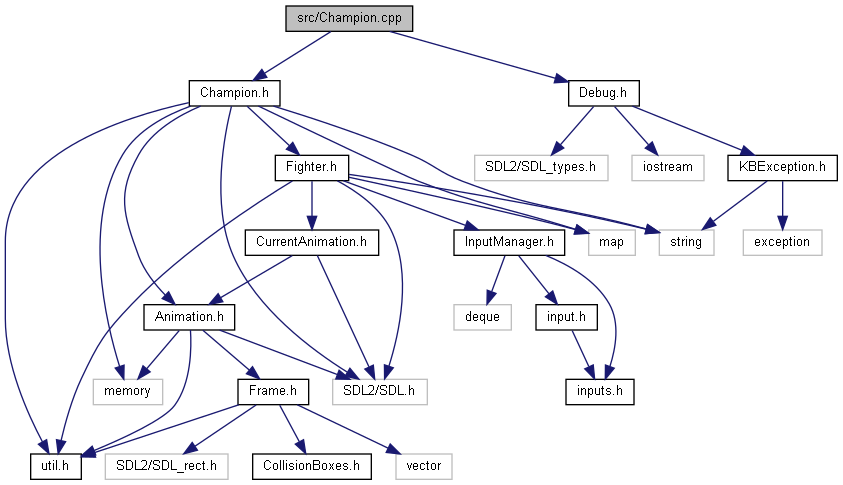 src/Champion.cpp
Champion.h
Debug.h
Fighter.h
SDL2/SDL_types.h
iostream
KBException.h
CurrentAnimation.h
InputManager.h
map
string
exception
Animation.h
deque
input.h
memory
Frame.h
SDL2/SDL.h
inputs.h
util.h
SDL2/SDL_rect.h
CollisionBoxes.h
vector